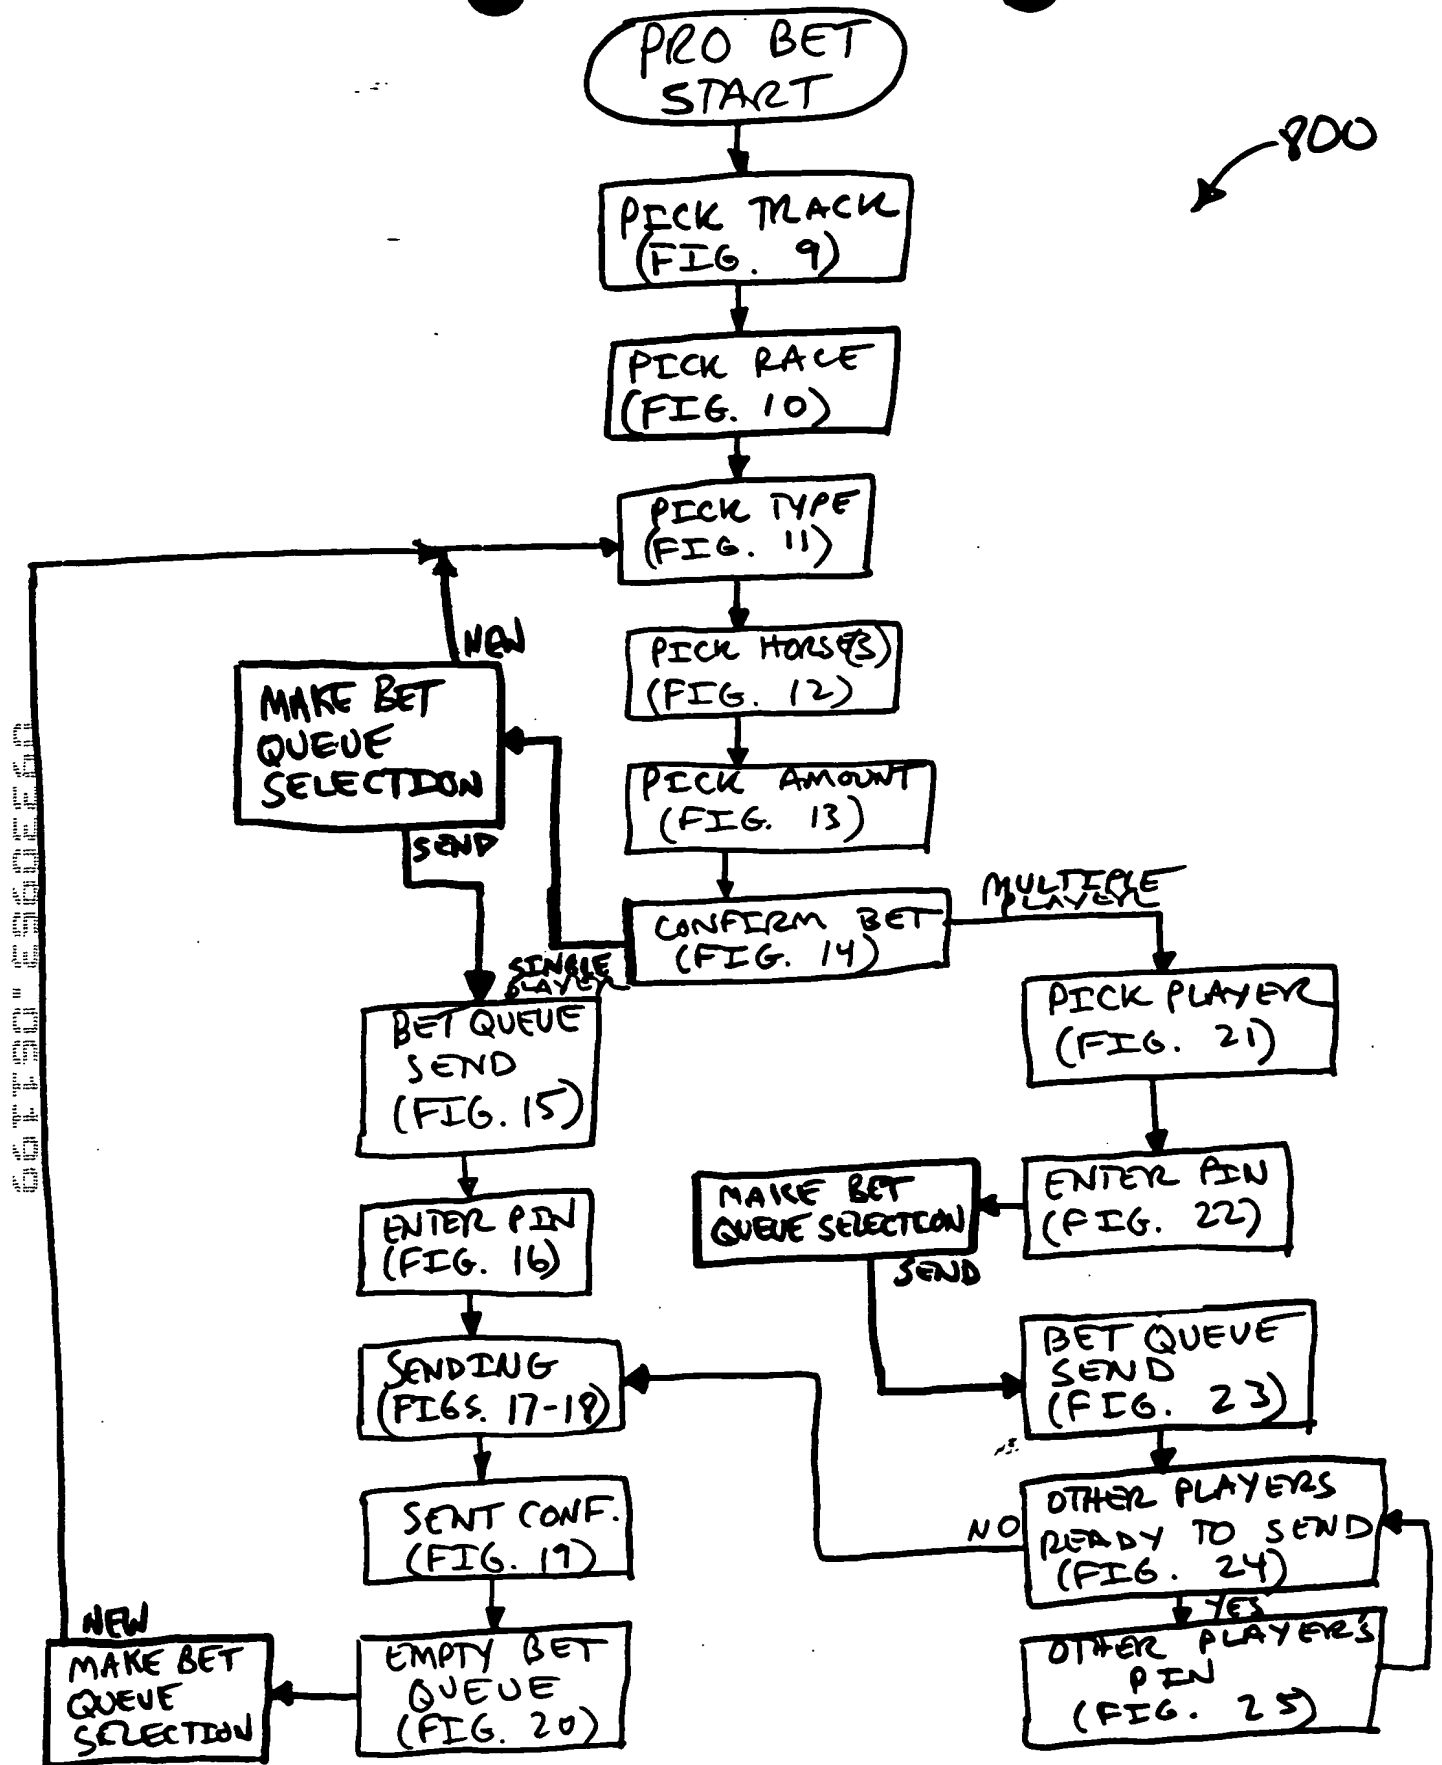 PRO BET
START
800
PICK TRACK
(FIG. 9)
PICK RACE
(FIG. 10)
PICK TYPE
(FIG. 11)
NEW
PICK HORSE(S)
(FIG. 12)
MAKE BET
QUEUE
SELECTION
SEND
PICK AMOUNT
(FIG. 13)
MULTIPLE
PLAYER
CONFIRM BET
(FIG. 14)
SINGLE
PLAYER
PICK PLAYER
(FIG. 21)
BET QUEUE
SEND
(FIG. 15)
ENTER PIN
(FIG. 22)
MAKE BET
QUEUE SELECTION
SEND
ENTER PIN
(FIG. 16)
BET QUEUE
SEND
(FIG. 23)
SENDING
(FIGS. 17-18)
OTHER PLAYERS
READY TO SEND
(FIG. 24)
NO
YES
SENT CONF.
(FIG. 19)
OTHER PLAYER'S
PIN
(FIG. 25)
EMPTY BET
QUEUE
(FIG. 20)
NEW
MAKE BET
QUEUE
SELECTION